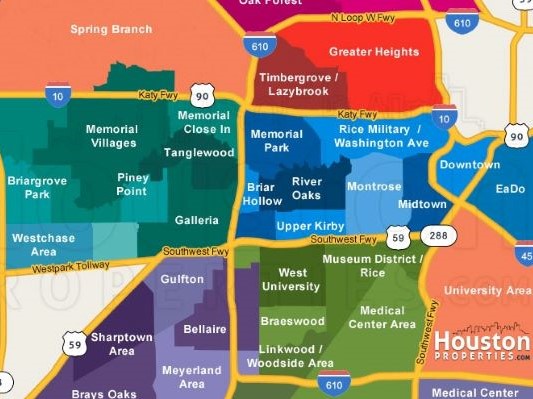 Oak Forest
N Loop W Fwy
610
Spring Branch
610
Greater Heights
Timbergrove /
Lazybrook
10
Katy Fwy
90
Katy Fwy
10
90
Memorial
Villages
Memorial
Close In
Tanglewood
Memorial
Park
Rice Military /
Washington Ave
Downtown
Briargrove
Park
Piney
Point
Briar
Hollow
River
Oaks
Montrose
Midtown
EaDo
Galleria
Upper Kirby
Westchase
Area
Southwest Fwy
Southwest Fwy
59
288
45
Westpark Tollway
Gulfton
West
University
Museum District /
Rice
University Area
Sharptown
Area
59
Bellaire
Braeswood
Medical
Center Area
Southwest Fwy
Houston
PROPERTIES.COM
Linkwood /
Woodside Area
Meyerland
Area
610
Brays Oaks
Medical Center